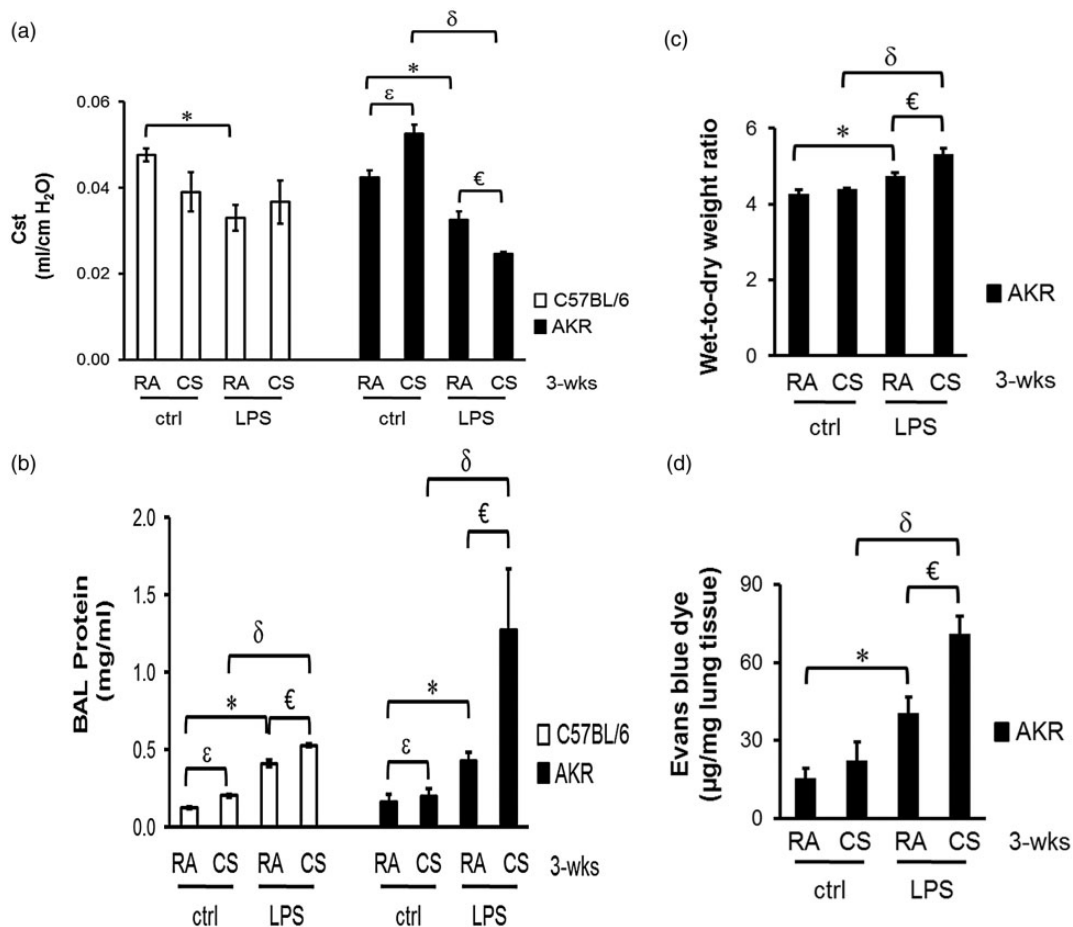 (a)
δ
*
ε
*
€
0.06
0.04
0.02
0.00
Cst
(ml/cm H₂O)
C57BL/6
AKR
RA CS RA CS RA CS RA CS 3-wks
ctrl LPS ctrl LPS
(b)
δ
€
δ
*
€
ε
*
ε
2.0
1.5
1.0
0.5
0.0
BAL Protein
(mg/ml)
C57BL/6
AKR
RA CS RA CS RA CS RA CS 3-wks
ctrl LPS ctrl LPS
(c)
δ
€
*
6
4
2
0
Wet-to-dry weight ratio
AKR
RA CS RA CS 3-wks
ctrl LPS
(d)
δ
€
*
90
60
30
0
Evans blue dye
(µg/mg lung tissue)
AKR
RA CS RA CS 3-wks
ctrl LPS